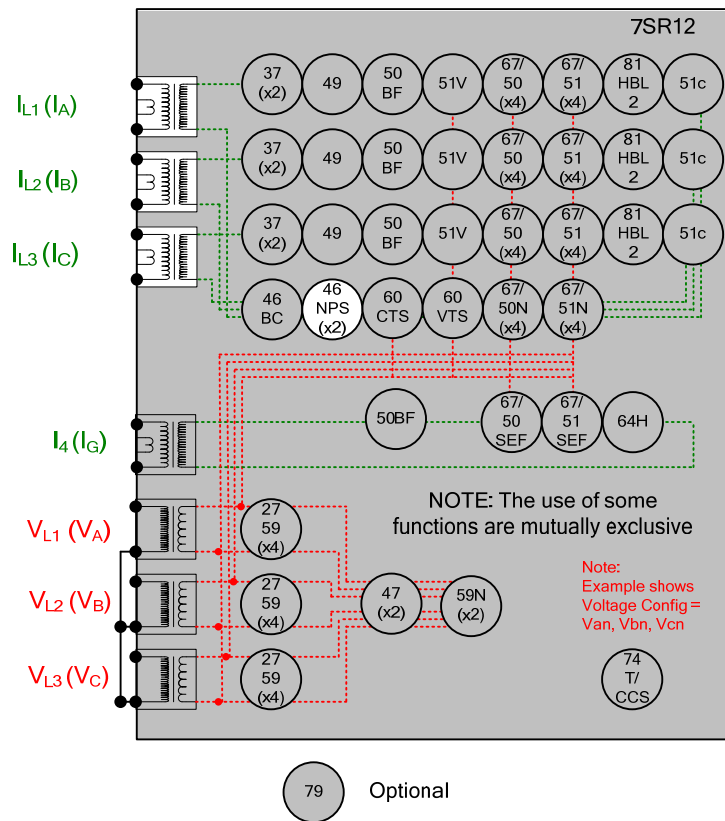 7SR12
37
(x2)
49
50
BF
51V
67/
50
(x4)
67/
51
(x4)
81
HBL
2
51c
IL1 (IA)
37
(x2)
49
50
BF
51V
67/
50
(x4)
67/
51
(x4)
81
HBL
2
51c
IL2 (IB)
37
(x2)
49
50
BF
51V
67/
50
(x4)
67/
51
(x4)
81
HBL
2
51c
IL3 (IC)
46
BC
46
NPS
(x2)
60
CTS
60
VTS
67/
50N
(x4)
67/
51N
(x4)
I4 (IG)
50BF
67/
50
SEF
67/
51
SEF
64H
NOTE: The use of some
functions are mutually exclusive
VL1 (VA)
27
59
(x4)
VL2 (VB)
27
59
(x4)
47
(x2)
59N
(x2)
Note:
Example shows
Voltage Config =
Van, Vbn, Vcn
VL3 (VC)
27
59
(x4)
74
T/
CCS
79
Optional